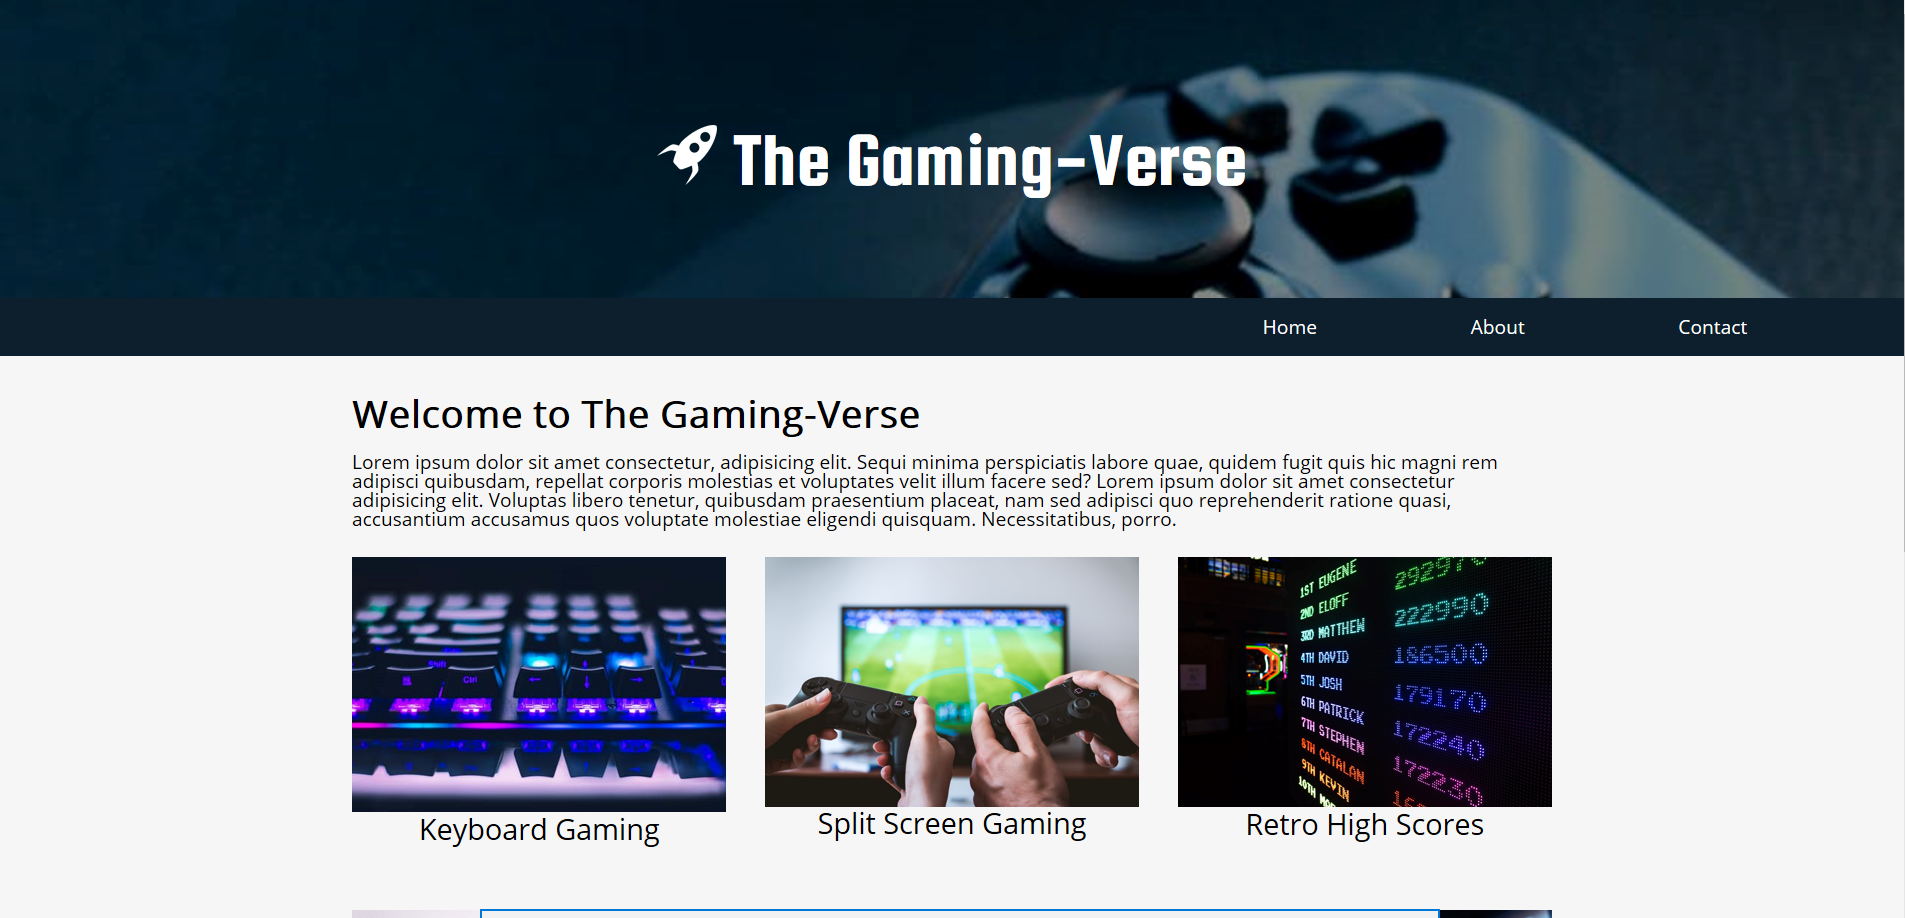 The Gaming-Verse
Home
About
Contact
Welcome to The Gaming-Verse
Lorem ipsum dolor sit amet consectetur, adipisicing elit. Sequi minima perspiciatis labore quae, quidem fugit quis hic magni rem
adipisci quibusdam, repellat corporis molestias et voluptates velit illum facere sed? Lorem ipsum dolor sit amet consectetur
adipisicing elit. Voluptas libero tenetur, quibusdam praesentium placeat, nam sed adipisci quo reprehenderit ratione quasi,
accusantium accusamus quos voluptate molestiae eligendi quisquam. Necessitatibus, porro.
Shift
Ctrl
1ST EUGENE 292970
2ND ELOFF 222990
3RD MATTHEW
4TH DAVID 186500
5TH JOSH 179170
6TH PATRICK 172240
7TH STEPHEN 172230
8TH CATALAN
9TH KEVIN
10TH
Keyboard Gaming
Split Screen Gaming
Retro High Scores